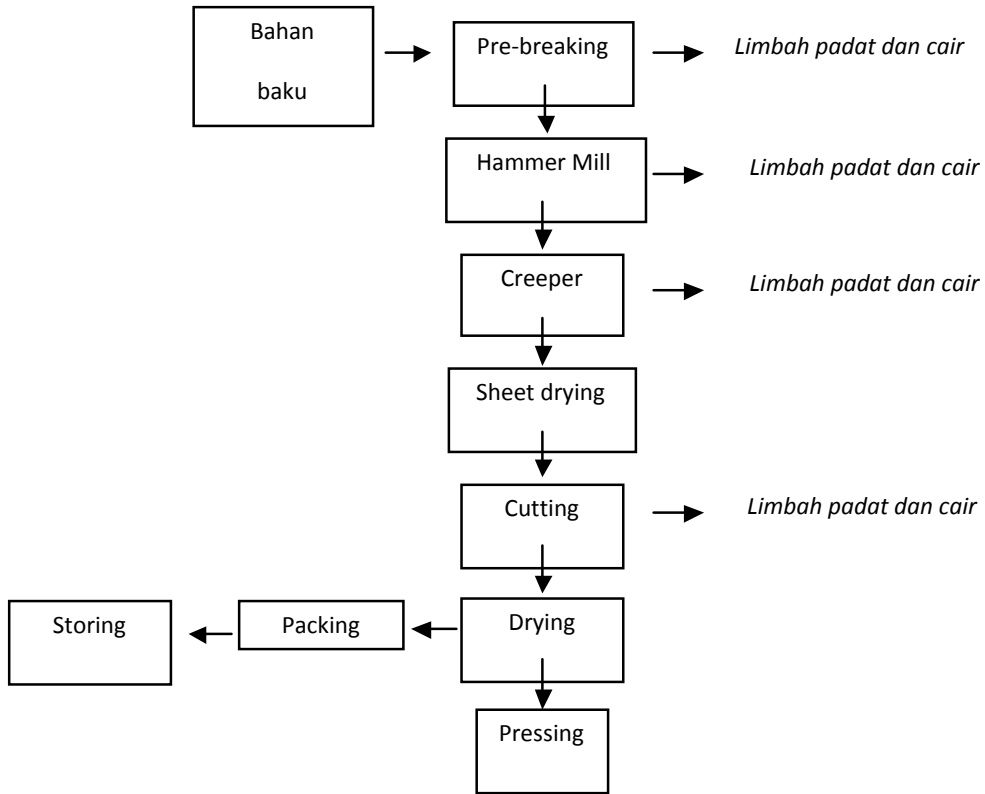 Bahan
baku
Pre-breaking
Limbah padat dan cair
Hammer Mill
Limbah padat dan cair
Creeper
Limbah padat dan cair
Sheet drying
Cutting
Limbah padat dan cair
Storing
Packing
Drying
Pressing